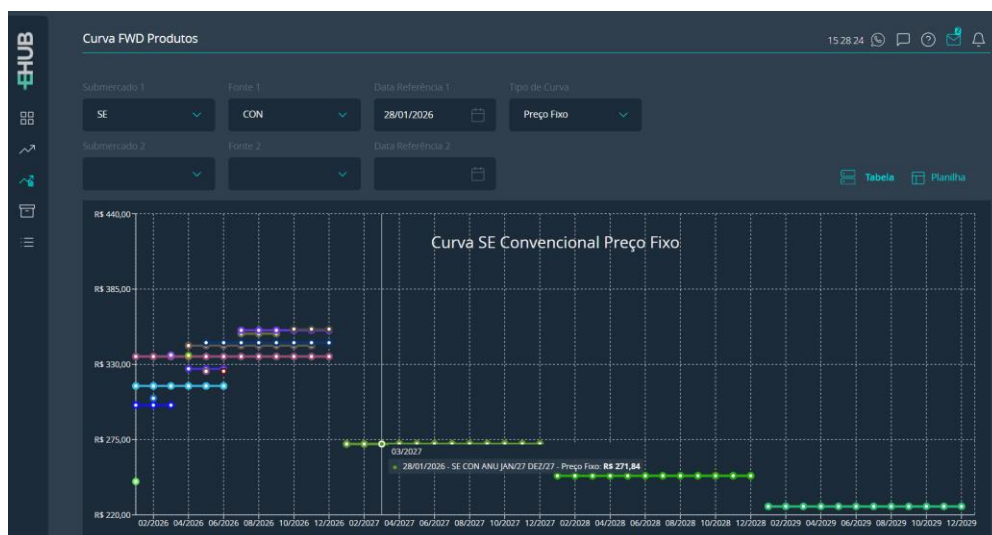 EHUB
Curva FWD Produtos
15:28:24
Submercado 1 Fonte 1 Data Referência 1 Tipo de Curva
SE CON 28/01/2026 Preço Fixo
Submercado 2 Fonte 2 Data Referência 2
Tabela Planilha
Curva SE Convencional Preço Fixo
R$ 440,00
R$ 385,00
R$ 330,00
R$ 275,00
R$ 220,00
03/2027
28/01/2026 - SE CON ANU JAN/27 DEZ/27 - Preço Fixo: R$ 271,84
02/2026 04/2026 06/2026 08/2026 10/2026 12/2026 02/2027 04/2027 06/2027 08/2027 10/2027 12/2027 02/2028 04/2028 06/2028 08/2028 10/2028 12/2028 02/2029 04/2029 06/2029 08/2029 10/2029 12/2029